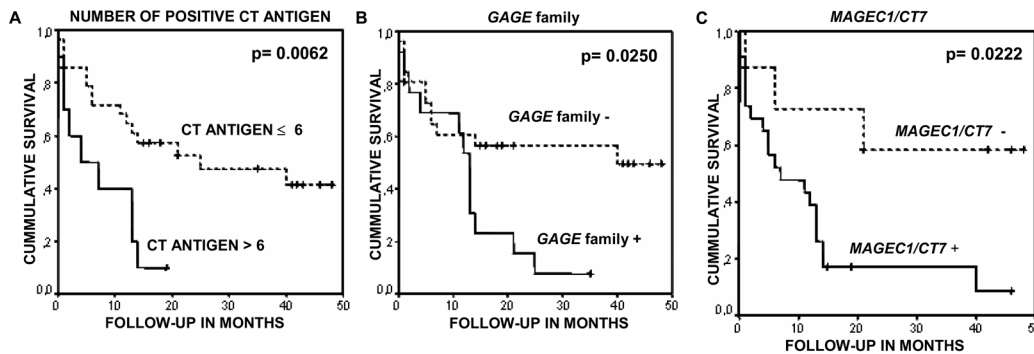 A
NUMBER OF POSITIVE CT ANTIGEN
CUMMULATIVE SURVIVAL
1,0
,8
,6
,4
,2
0,0
p= 0.0062
CT ANTIGEN ≤ 6
CT ANTIGEN > 6
0 10 20 30 40 50
FOLLOW-UP IN MONTHS
B
GAGE family
CUMMULATIVE SURVIVAL
1,0
,8
,6
,4
,2
0,0
p= 0.0250
GAGE family -
GAGE family +
0 10 20 30 40 50
FOLLOW-UP IN MONTHS
C
MAGEC1/CT7
CUMMULATIVE SURVIVAL
1,0
,8
,6
,4
,2
0,0
p= 0.0222
MAGEC1/CT7 -
MAGEC1/CT7 +
0 10 20 30 40 50
FOLLOW-UP IN MONTHS